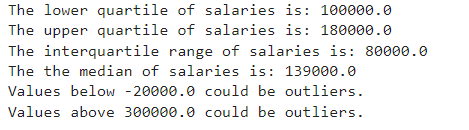 The lower quartile of salaries is: 100000.0
The upper quartile of salaries is: 180000.0
The interquartile range of salaries is: 80000.0
The the median of salaries is: 139000.0
Values below -20000.0 could be outliers.
Values above 300000.0 could be outliers.